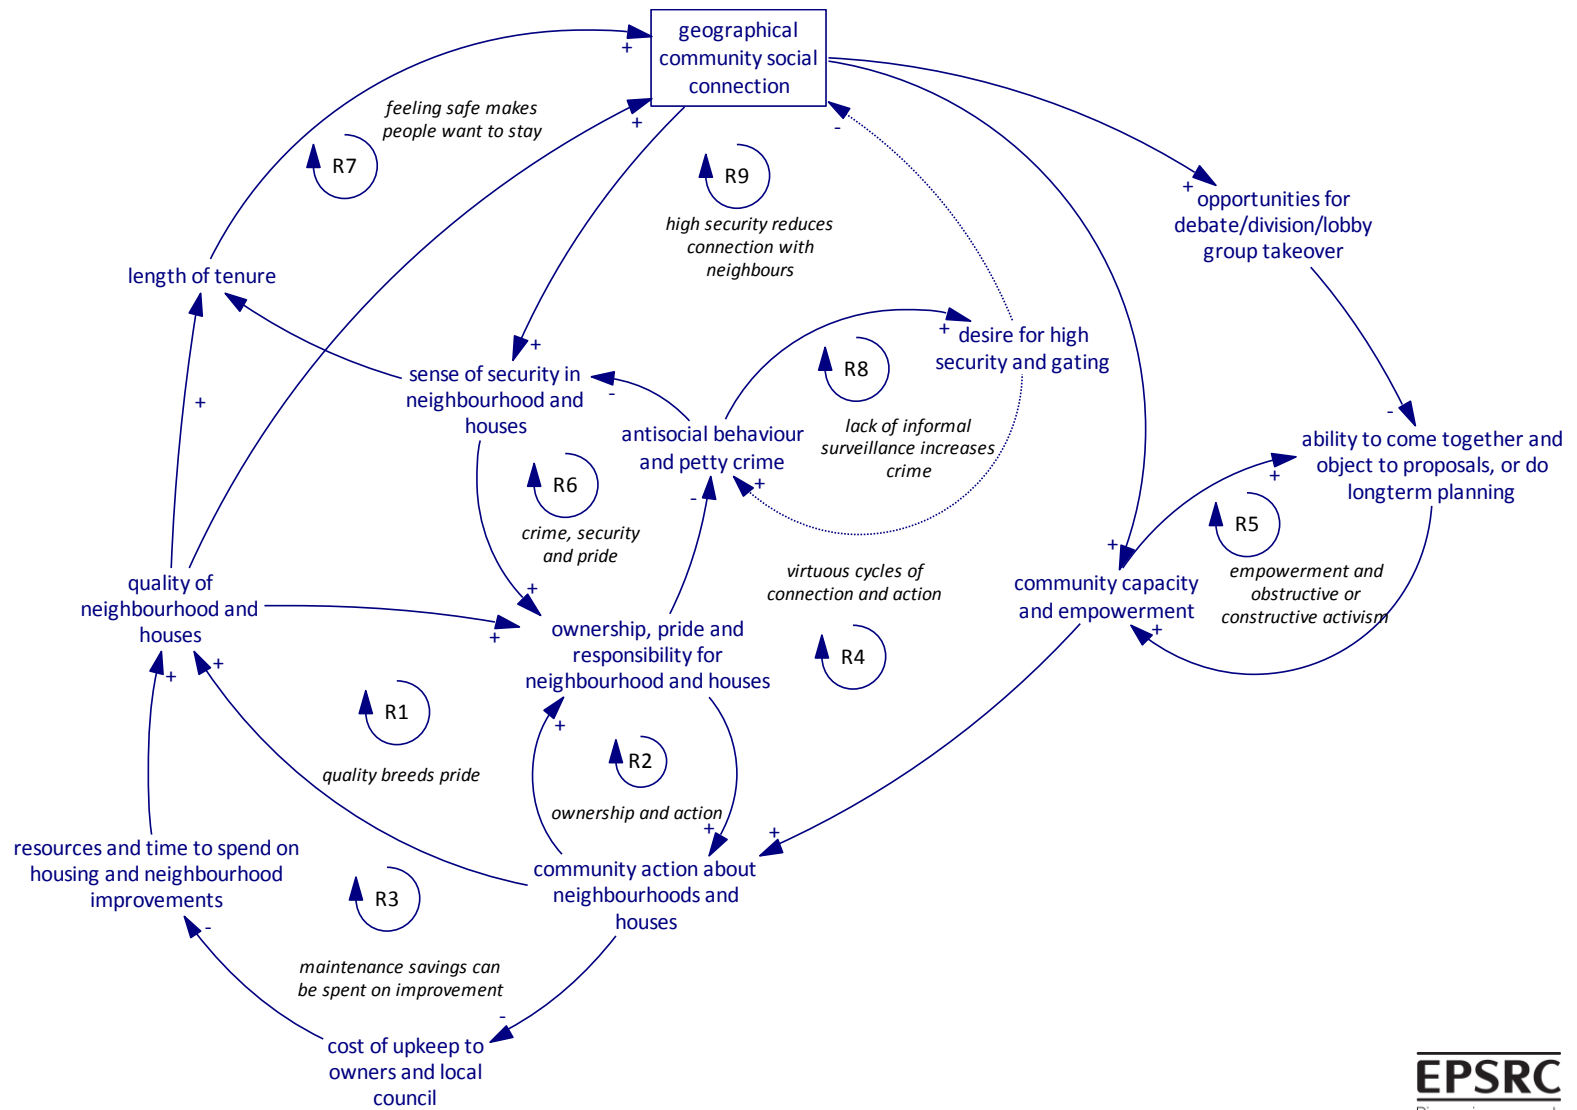 geographical
community social
connection
+
+
-
feeling safe makes
people want to stay
R7
R9
high security reduces
connection with
neighbours
+
opportunities for
debate/division/lobby
group takeover
length of tenure
+
+
sense of security in
neighbourhood and
houses
-
+
desire for high
security and gating
R8
lack of informal
surveillance increases
crime
antisocial behaviour
and petty crime
-
+
-
ability to come together and
object to proposals, or do
longterm planning
+
R5
empowerment and
obstructive or
constructive activism
R6
crime, security
and pride
+
virtuous cycles of
connection and action
R4
+
community capacity
and empowerment
+
quality of
neighbourhood and
houses
+
+
+
ownership, pride and
responsibility for
neighbourhood and houses
R1
quality breeds pride
+
R2
ownership and action
+
+
resources and time to spend on
housing and neighbourhood
improvements
-
R3
maintenance savings can
be spent on improvement
community action about
neighbourhoods and
houses
-
cost of upkeep to
owners and local
council
EPSRC